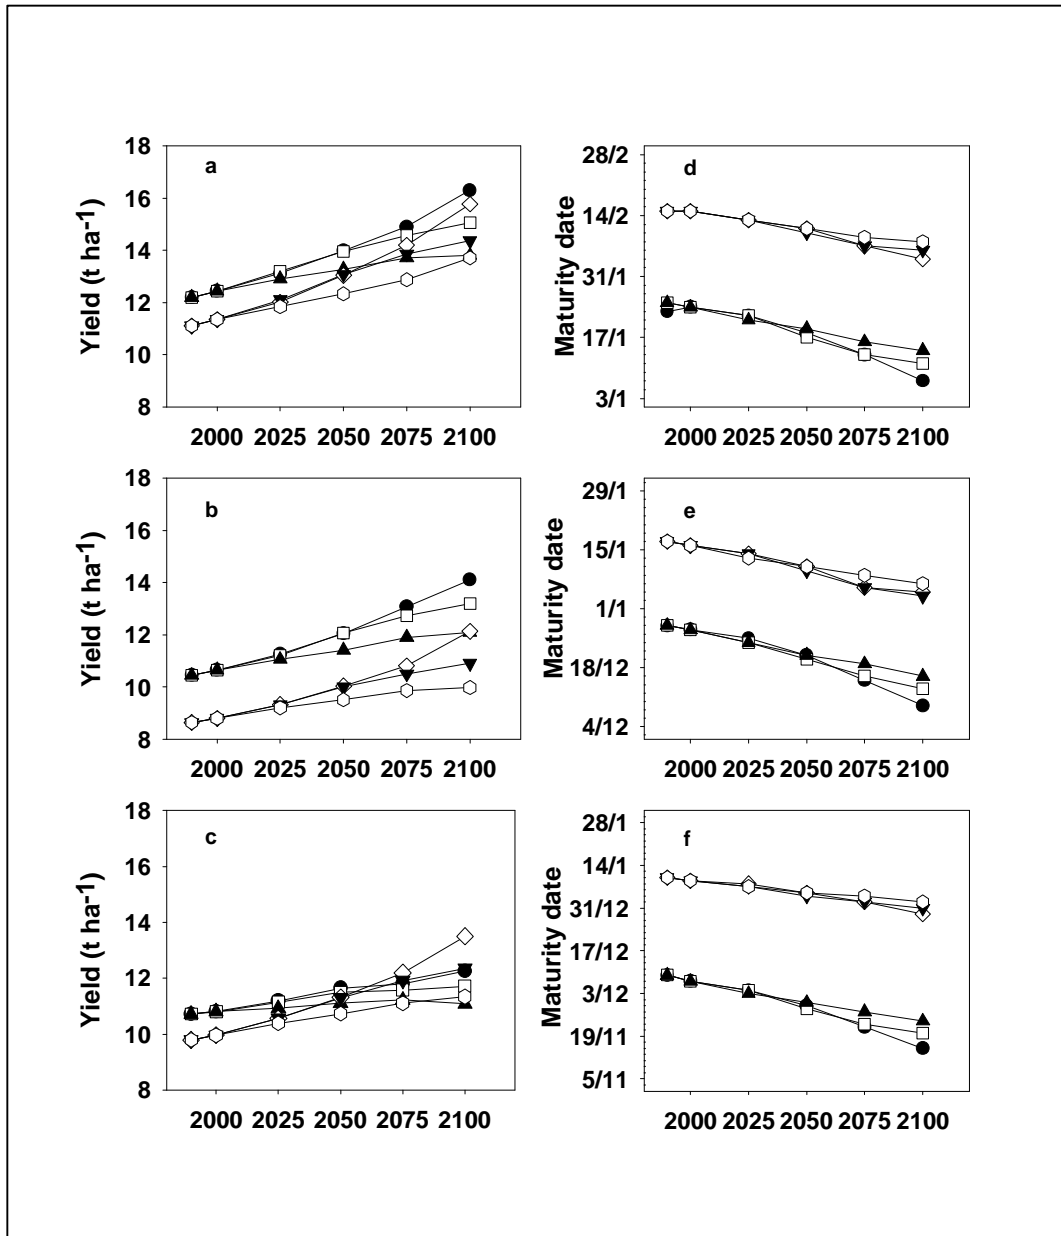 a
18
16
14
12
10
8
Yield (t ha-1)
2000 2025 2050 2075 2100
d
28/2
14/2
31/1
17/1
3/1
Maturity date
2000 2025 2050 2075 2100
b
18
16
14
12
10
8
Yield (t ha-1)
2000 2025 2050 2075 2100
e
29/1
15/1
1/1
18/12
4/12
Maturity date
2000 2025 2050 2075 2100
c
18
16
14
12
10
8
Yield (t ha-1)
2000 2025 2050 2075 2100
f
28/1
14/1
31/12
17/12
3/12
19/11
5/11
Maturity date
2000 2025 2050 2075 2100